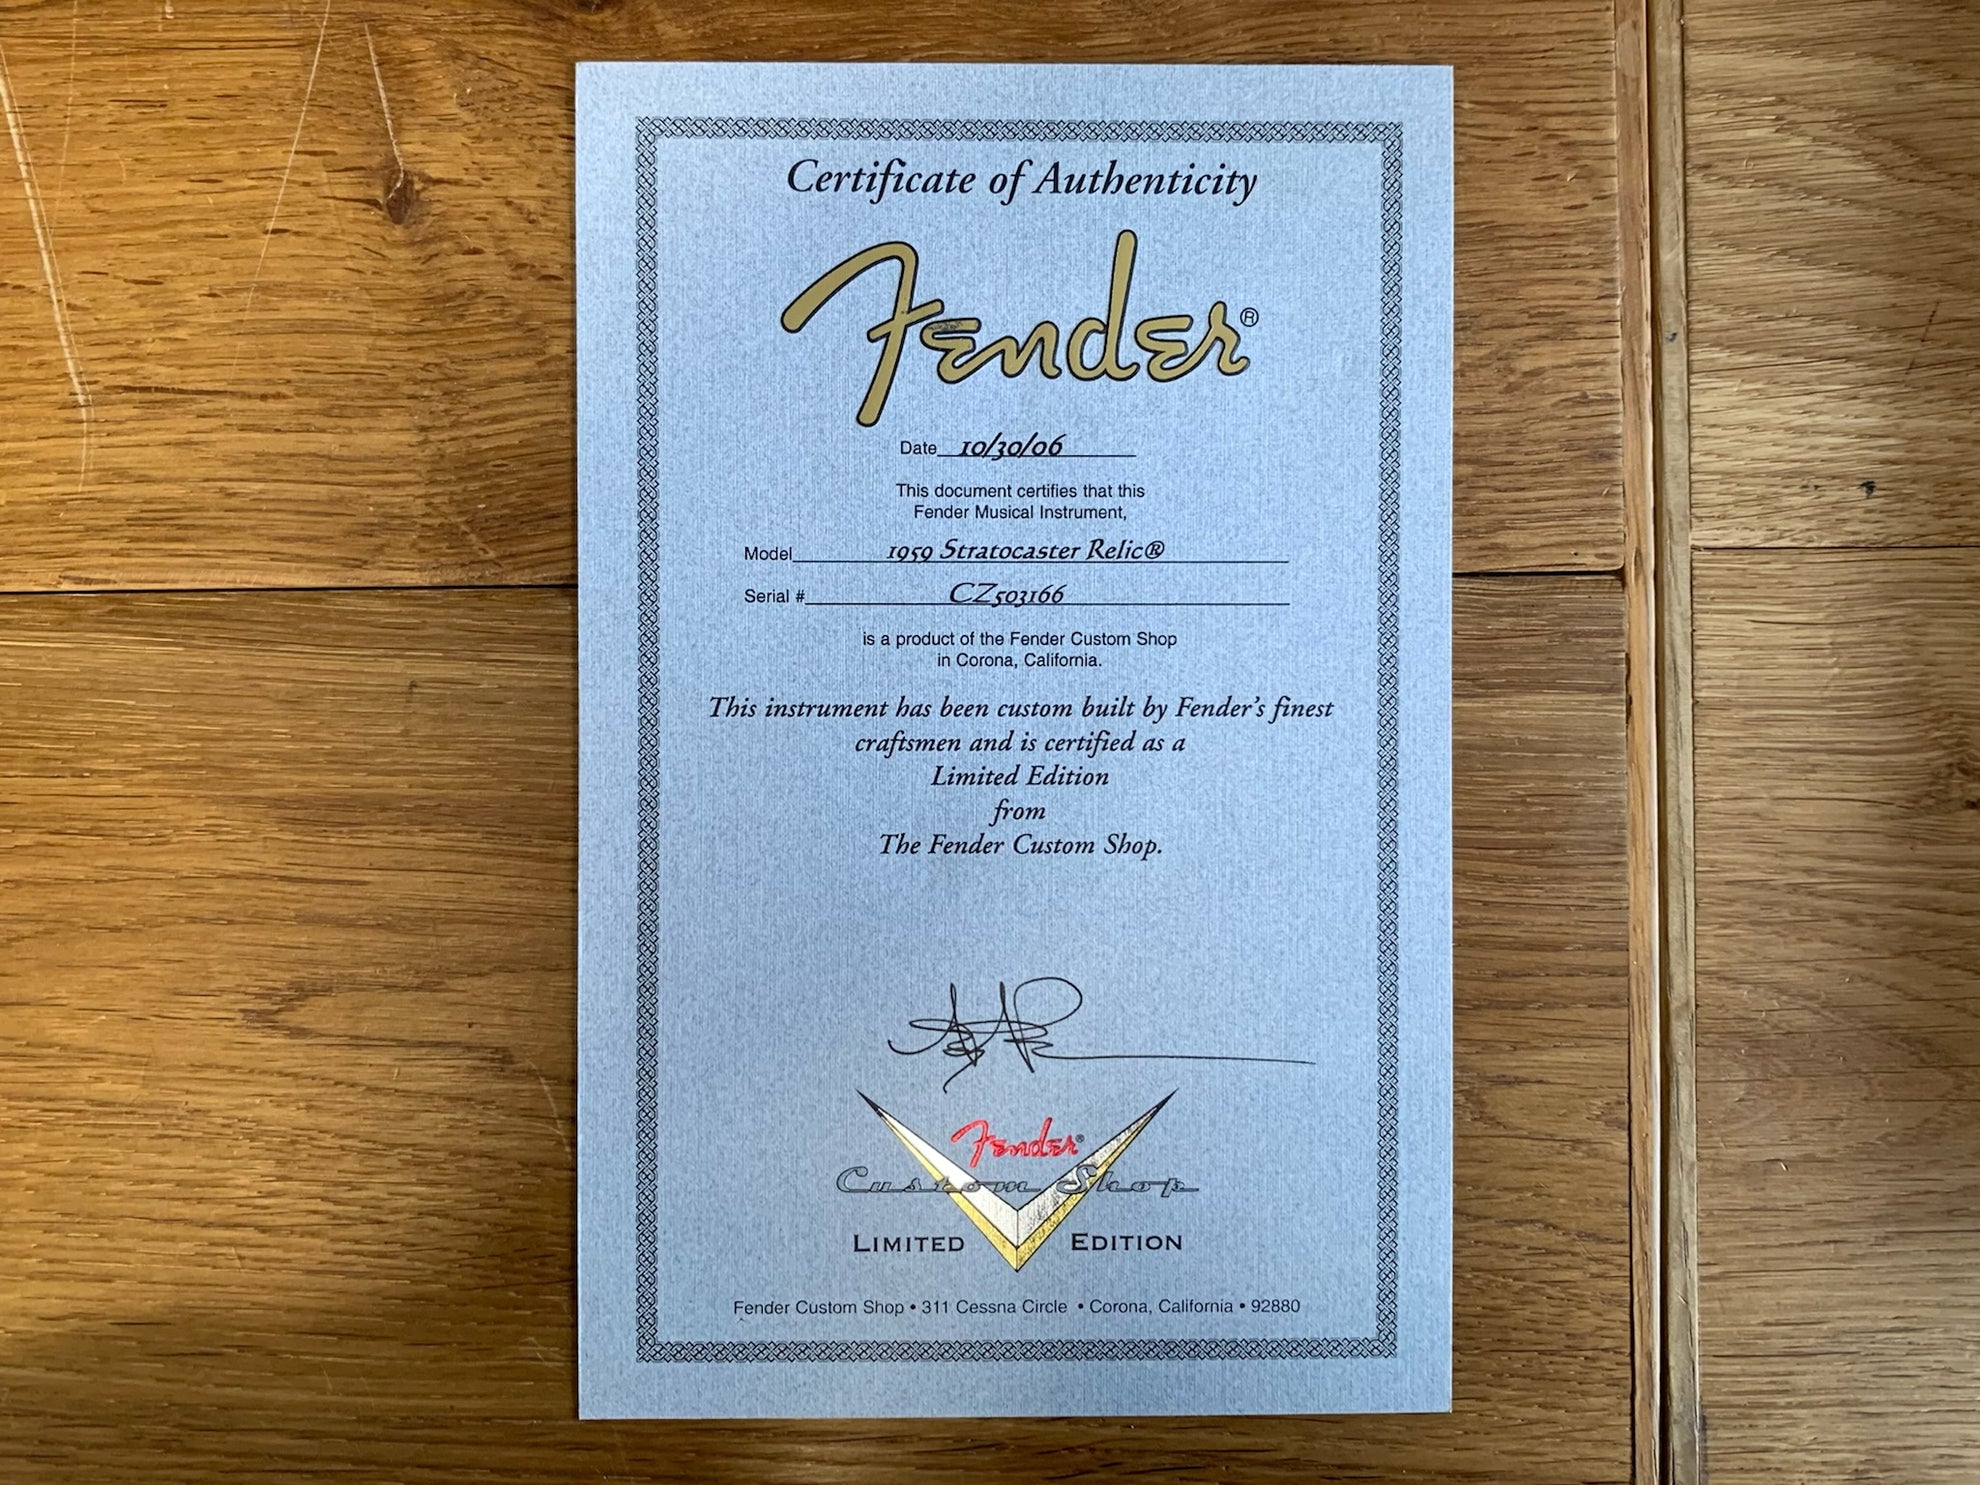 Certificate of Authenticity
Fender®
Date 10/30/06
This document certifies that this
Fender Musical Instrument,
Model 1959 Stratocaster Relic®
Serial # CZ503166
is a product of the Fender Custom Shop
in Corona, California.
This instrument has been custom built by Fender's finest
craftsmen and is certified as a
Limited Edition
from
The Fender Custom Shop.
Fender®
Custom Shop
LIMITED EDITION
Fender Custom Shop • 311 Cessna Circle • Corona, California • 92880